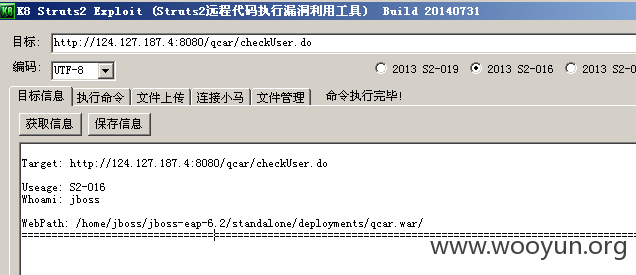 K8 K8 Struts2 Exploit (Struts2远程代码执行漏洞利用工具) Build 20140731
目标: http://124.127.187.4:8080/qcar/checkUser.do
编码: UTF-8 2013 S2-019 2013 S2-016 2013 S2-0
目标信息 执行命令 文件上传 连接小马 文件管理 命令执行完毕!
获取信息 保存信息
Target: http://124.127.187.4:8080/qcar/checkUser.do
Useage: S2-016
Whoami: jboss
WebPath: /home/jboss/jboss-eap-6.2/standalone/deployments/qcar.war/
================================================================================
www.wooyun.org